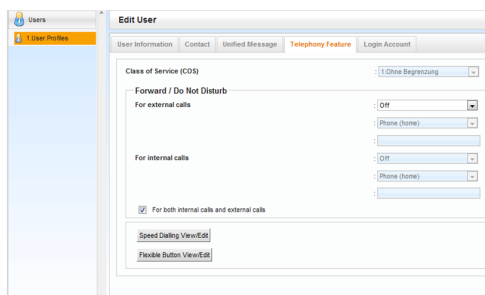 Users
1.User Profiles
Edit User
User Information
Contact
Unified Message
Telephony Feature
Login Account
Class of Service (COS)
: 1:Ohne Begrenzung
Forward / Do Not Disturb
For external calls
: Off
: Phone (home)
:
For internal calls
: Off
: Phone (home)
:
For both internal calls and external calls
Speed Dialling View/Edit
Flexible Button View/Edit